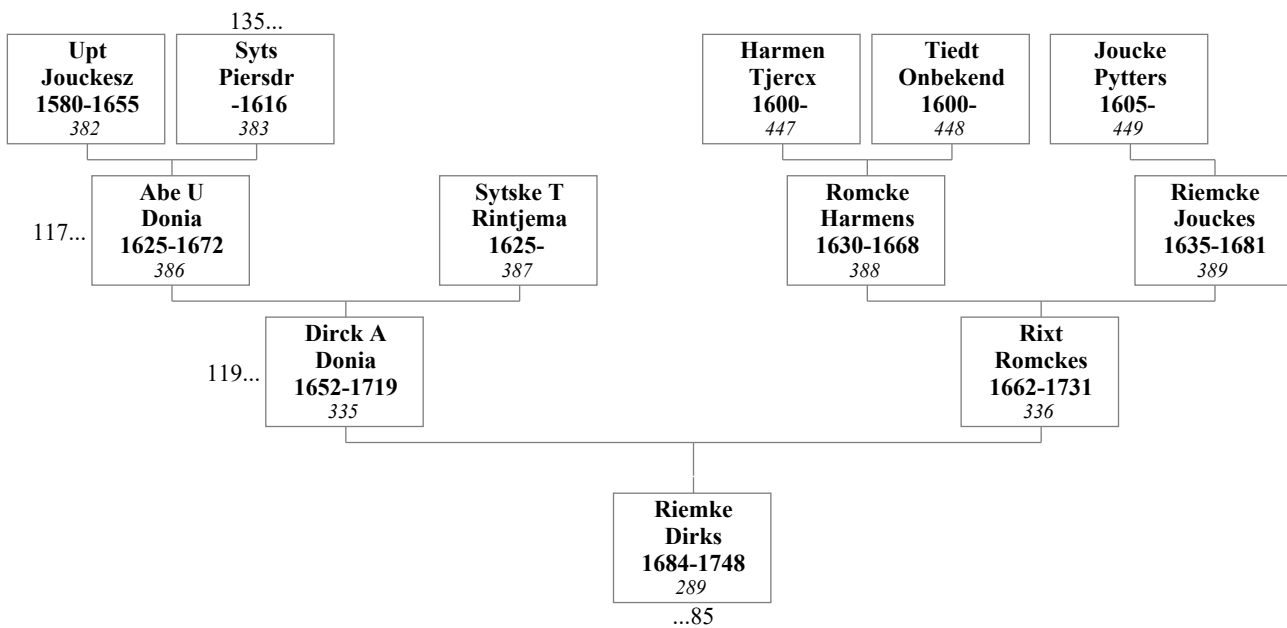 135...
Upt
Jouckesz
1580-1655
382
Syts
Piersdr
-1616
383
Harmen
Tjercx
1600-
447
Tiedt
Onbekend
1600-
448
Joucke
Pytters
1605-
449
117...
Abe U
Donia
1625-1672
386
Sytske T
Rintjema
1625-
387
Romcke
Harmens
1630-1668
388
Riemcke
Jouckes
1635-1681
389
119...
Dirck A
Donia
1652-1719
335
Rixt
Romckes
1662-1731
336
Riemke
Dirks
1684-1748
289
...85